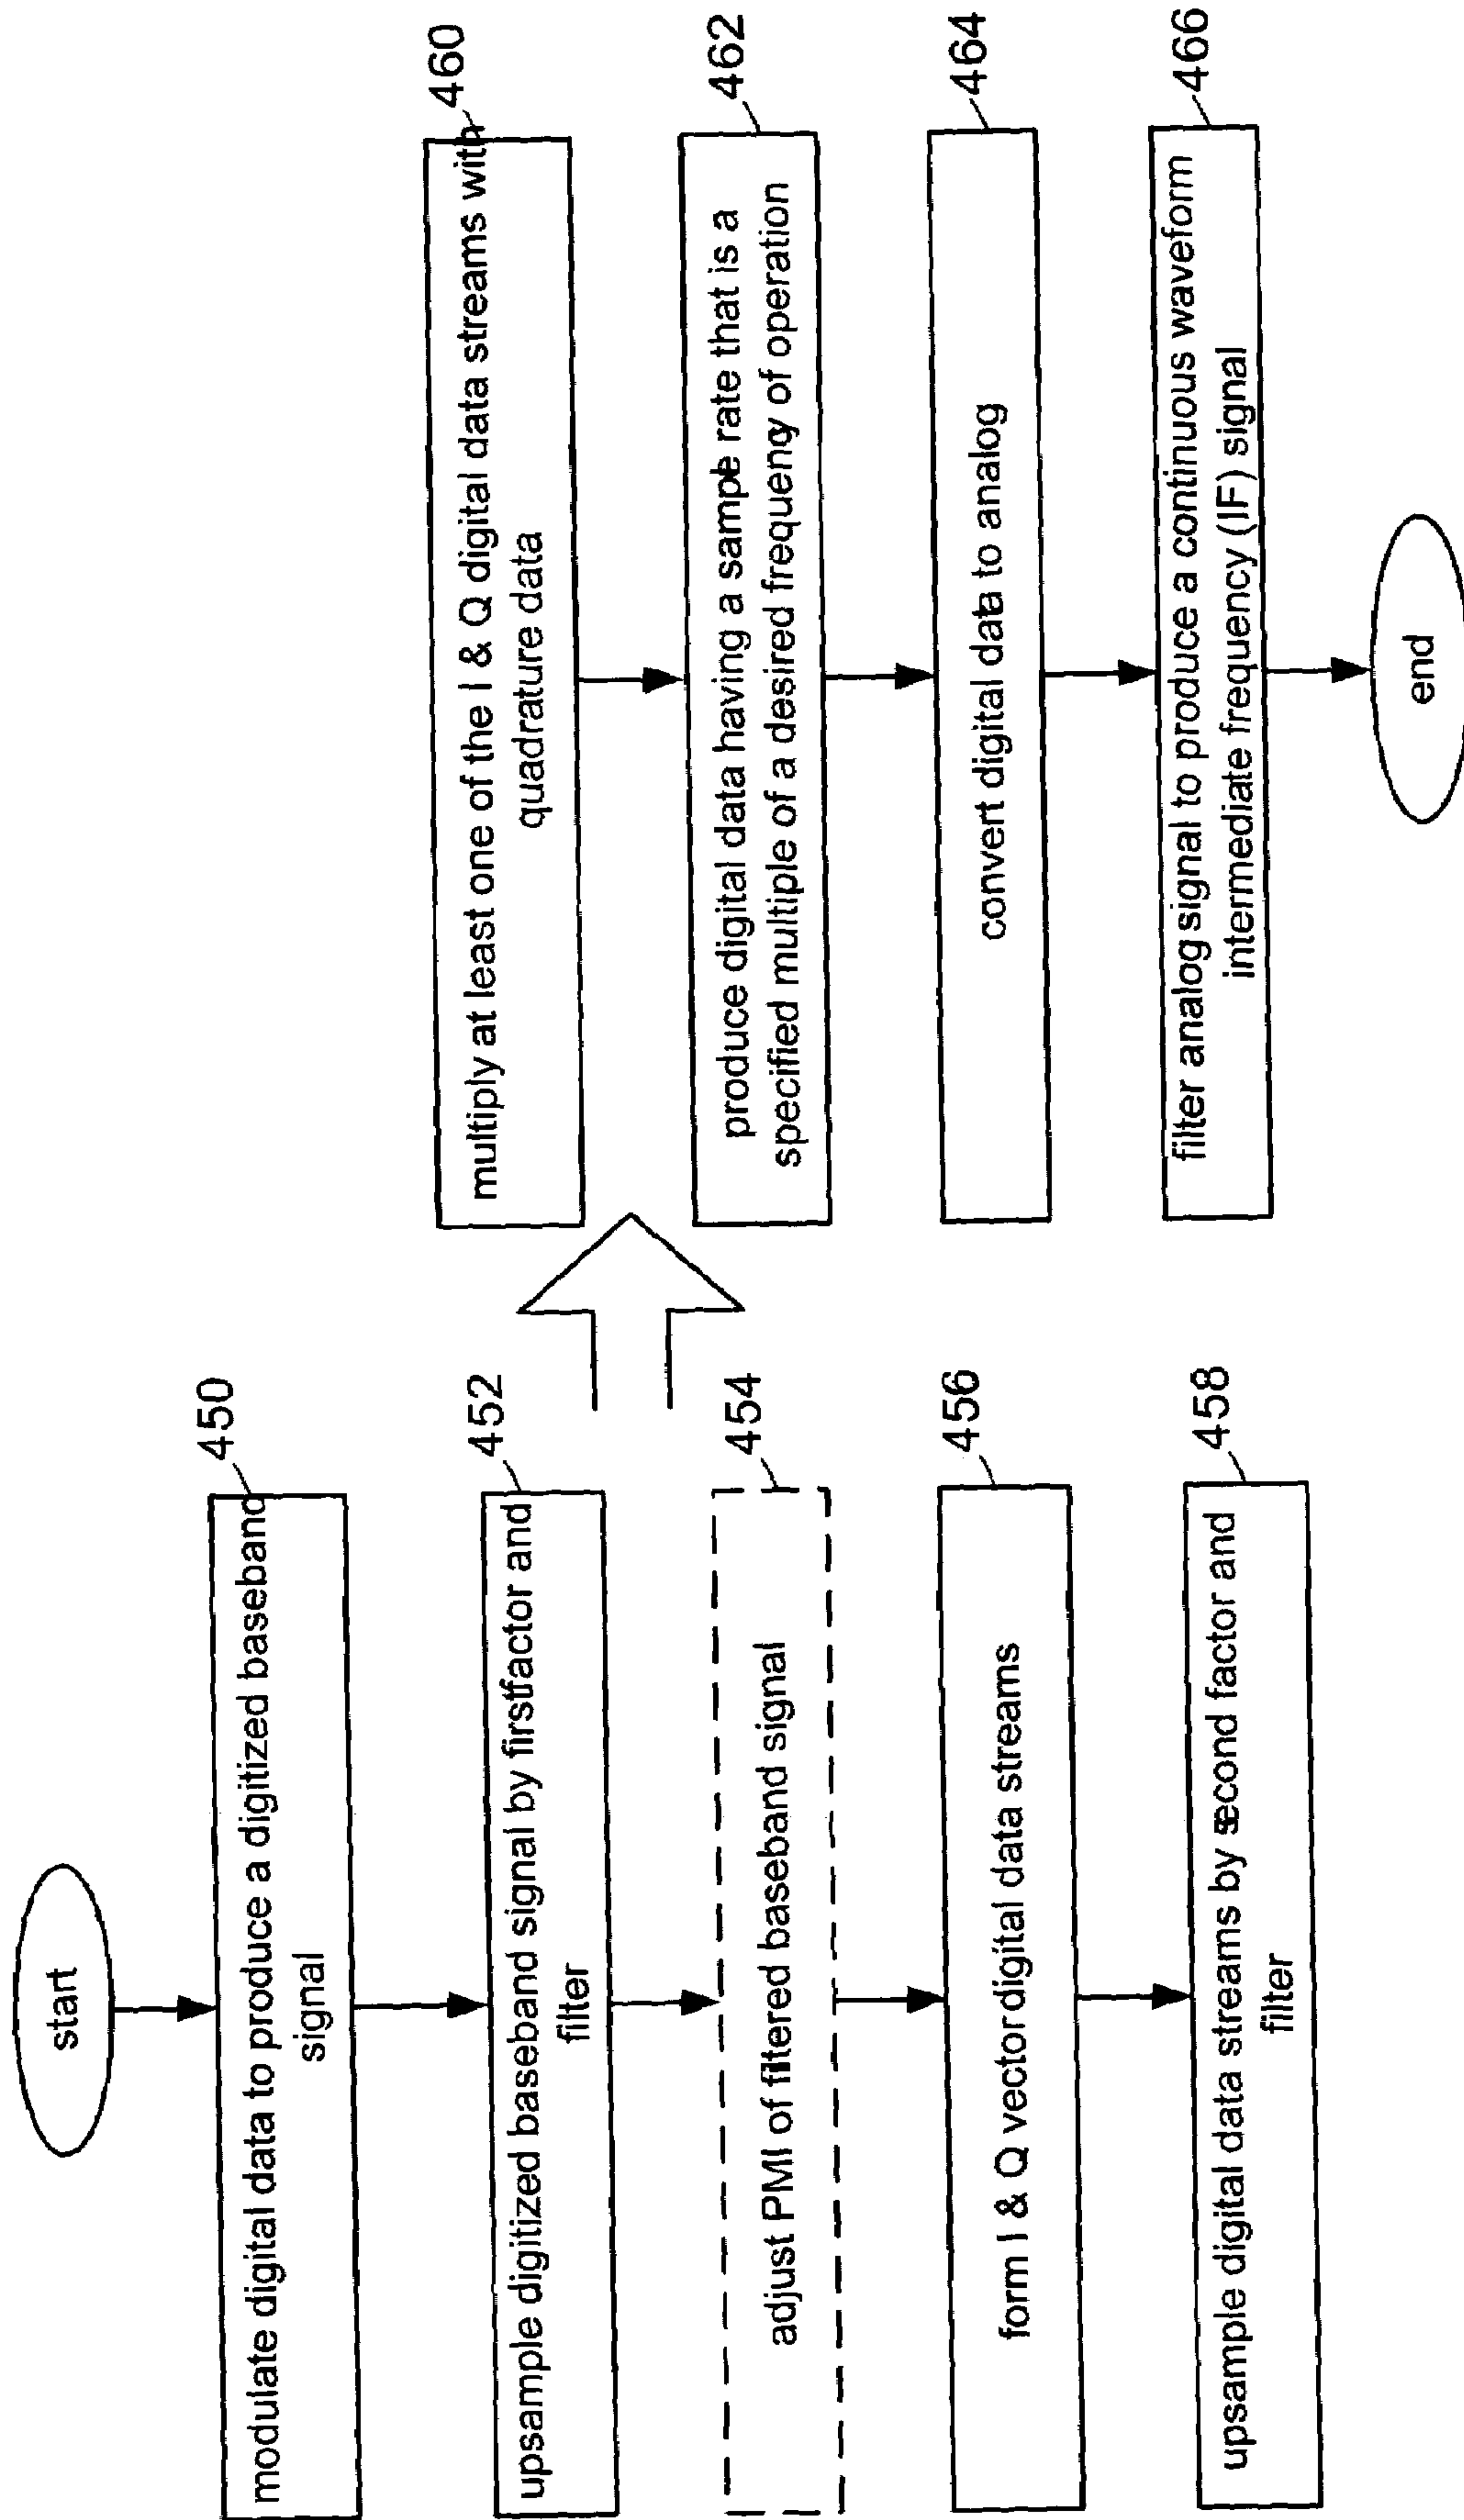 start
450
modulate digital data to produce a digitized baseband
signal
452
upsample digitized baseband signal by first factor and
filter
454
adjust PMI of filtered baseband signal
456
form I & Q vector digital data streams
458
upsample digital data streams by second factor and
filter
460
multiply at least one of the I & Q digital data streams with
quadrature data
462
produce digital data having a sample rate that is a
specified multiple of a desired frequency of operation
464
convert digital data to analog
466
filter analog signal to produce a continuous waveform
intermediate frequency (IF) signal
end